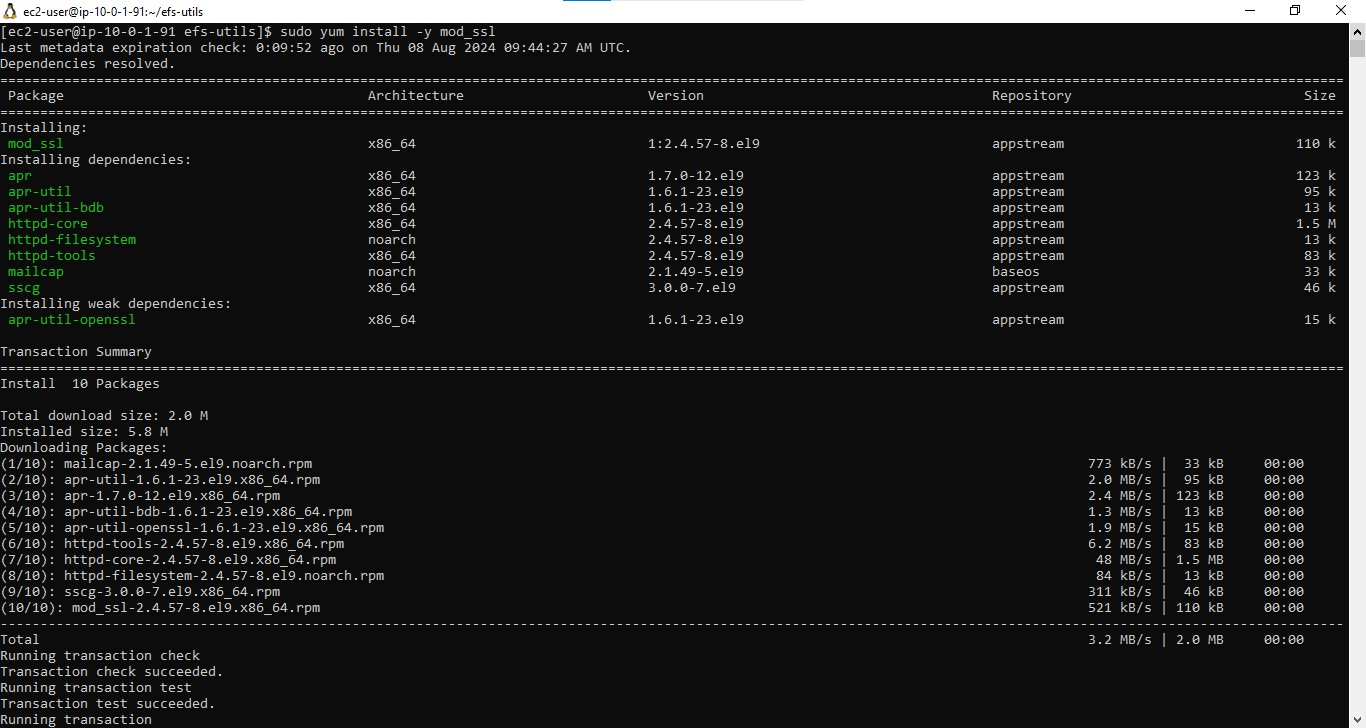 ec2-user@ip-10-0-1-91:~/efs-utils
[ec2-user@ip-10-0-1-91 efs-utils]$ sudo yum install -y mod_ssl
Last metadata expiration check: 0:09:52 ago on Thu 08 Aug 2024 09:44:27 AM UTC.
Dependencies resolved.
================================================================================
Package Architecture Version Repository Size
================================================================================
Installing:
mod_ssl x86_64 1:2.4.57-8.el9 appstream 110 k
Installing dependencies:
apr x86_64 1.7.0-12.el9 appstream 123 k
apr-util x86_64 1.6.1-23.el9 appstream 95 k
apr-util-bdb x86_64 1.6.1-23.el9 appstream 13 k
httpd-core x86_64 2.4.57-8.el9 appstream 1.5 M
httpd-filesystem noarch 2.4.57-8.el9 appstream 13 k
httpd-tools x86_64 2.4.57-8.el9 appstream 83 k
mailcap noarch 2.1.49-5.el9 baseos 33 k
sscg x86_64 3.0.0-7.el9 appstream 46 k
Installing weak dependencies:
apr-util-openssl x86_64 1.6.1-23.el9 appstream 15 k
Transaction Summary
================================================================================
Install 10 Packages
Total download size: 2.0 M
Installed size: 5.8 M
Downloading Packages:
(1/10): mailcap-2.1.49-5.el9.noarch.rpm 773 kB/s | 33 kB 00:00
(2/10): apr-util-1.6.1-23.el9.x86_64.rpm 2.0 MB/s | 95 kB 00:00
(3/10): apr-1.7.0-12.el9.x86_64.rpm 2.4 MB/s | 123 kB 00:00
(4/10): apr-util-bdb-1.6.1-23.el9.x86_64.rpm 1.3 MB/s | 13 kB 00:00
(5/10): apr-util-openssl-1.6.1-23.el9.x86_64.rpm 1.9 MB/s | 15 kB 00:00
(6/10): httpd-tools-2.4.57-8.el9.x86_64.rpm 6.2 MB/s | 83 kB 00:00
(7/10): httpd-core-2.4.57-8.el9.x86_64.rpm 48 MB/s | 1.5 MB 00:00
(8/10): httpd-filesystem-2.4.57-8.el9.noarch.rpm 84 kB/s | 13 kB 00:00
(9/10): sscg-3.0.0-7.el9.x86_64.rpm 311 kB/s | 46 kB 00:00
(10/10): mod_ssl-2.4.57-8.el9.x86_64.rpm 521 kB/s | 110 kB 00:00
--------------------------------------------------------------------------------
Total 3.2 MB/s | 2.0 MB 00:00
Running transaction check
Transaction check succeeded.
Running transaction test
Transaction test succeeded.
Running transaction